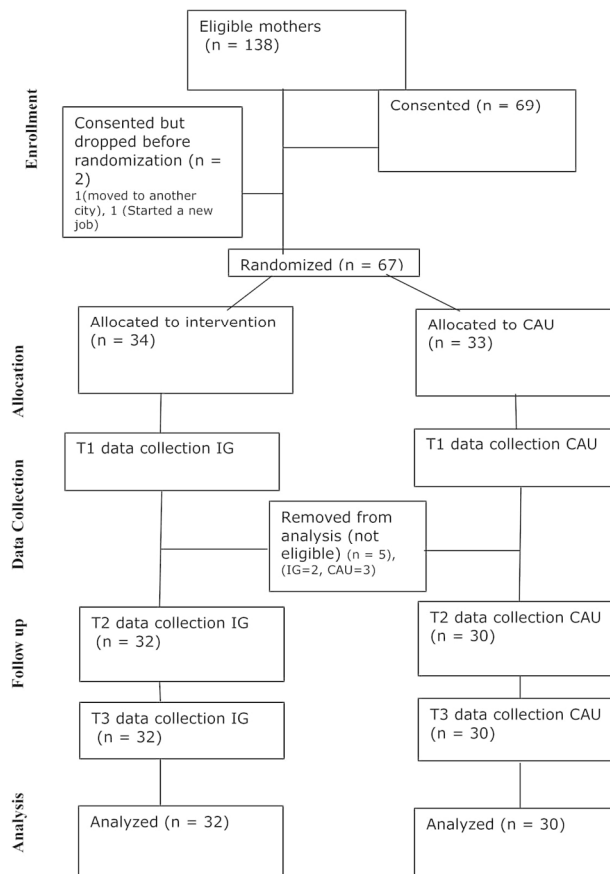 Eligible mothers
(n = 138)
Enrollment
Consented (n = 69)
Consented but
dropped before
randomization (n =
2)
1(moved to another
city), 1 (Started a new
job)
Randomized (n = 67)
Allocation
Allocated to intervention
(n = 34)
Allocated to CAU
(n = 33)
Data Collection
T1 data collection IG
T1 data collection CAU
Removed from
analysis (not
eligible) (n = 5),
(IG=2, CAU=3)
Follow up
T2 data collection IG
(n = 32)
T2 data collection CAU
(n = 30)
T3 data collection IG
(n = 32)
T3 data collection CAU
(n = 30)
Analysis
Analyzed (n = 32)
Analyzed (n = 30)